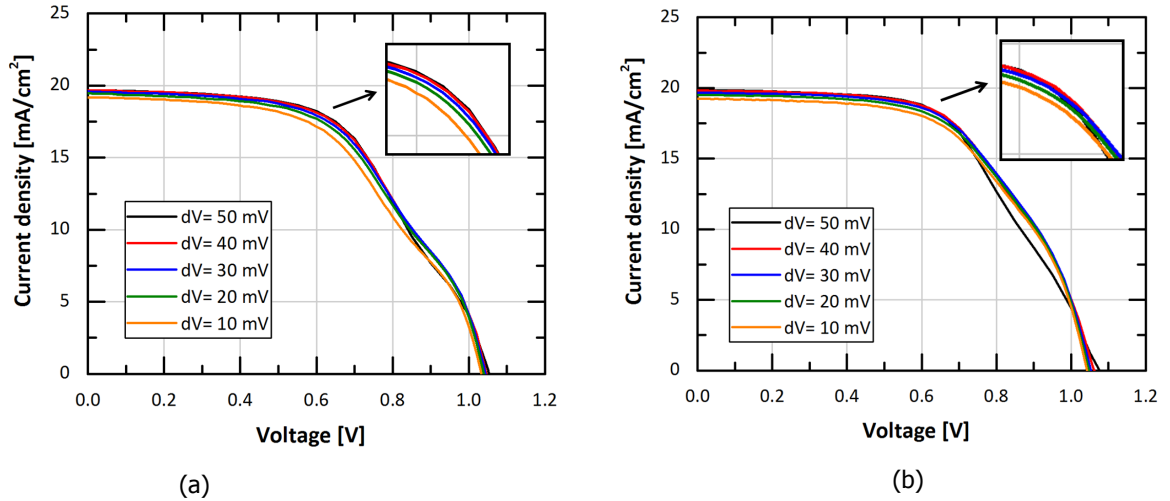 25
20
15
10
5
0
Current density [mA/cm²]
dV= 50 mV
dV= 40 mV
dV= 30 mV
dV= 20 mV
dV= 10 mV
0.0 0.2 0.4 0.6 0.8 1.0 1.2
Voltage [V]
(a)
25
20
15
10
5
0
Current density [mA/cm²]
dV= 50 mV
dV= 40 mV
dV= 30 mV
dV= 20 mV
dV= 10 mV
0.0 0.2 0.4 0.6 0.8 1.0 1.2
Voltage [V]
(b)